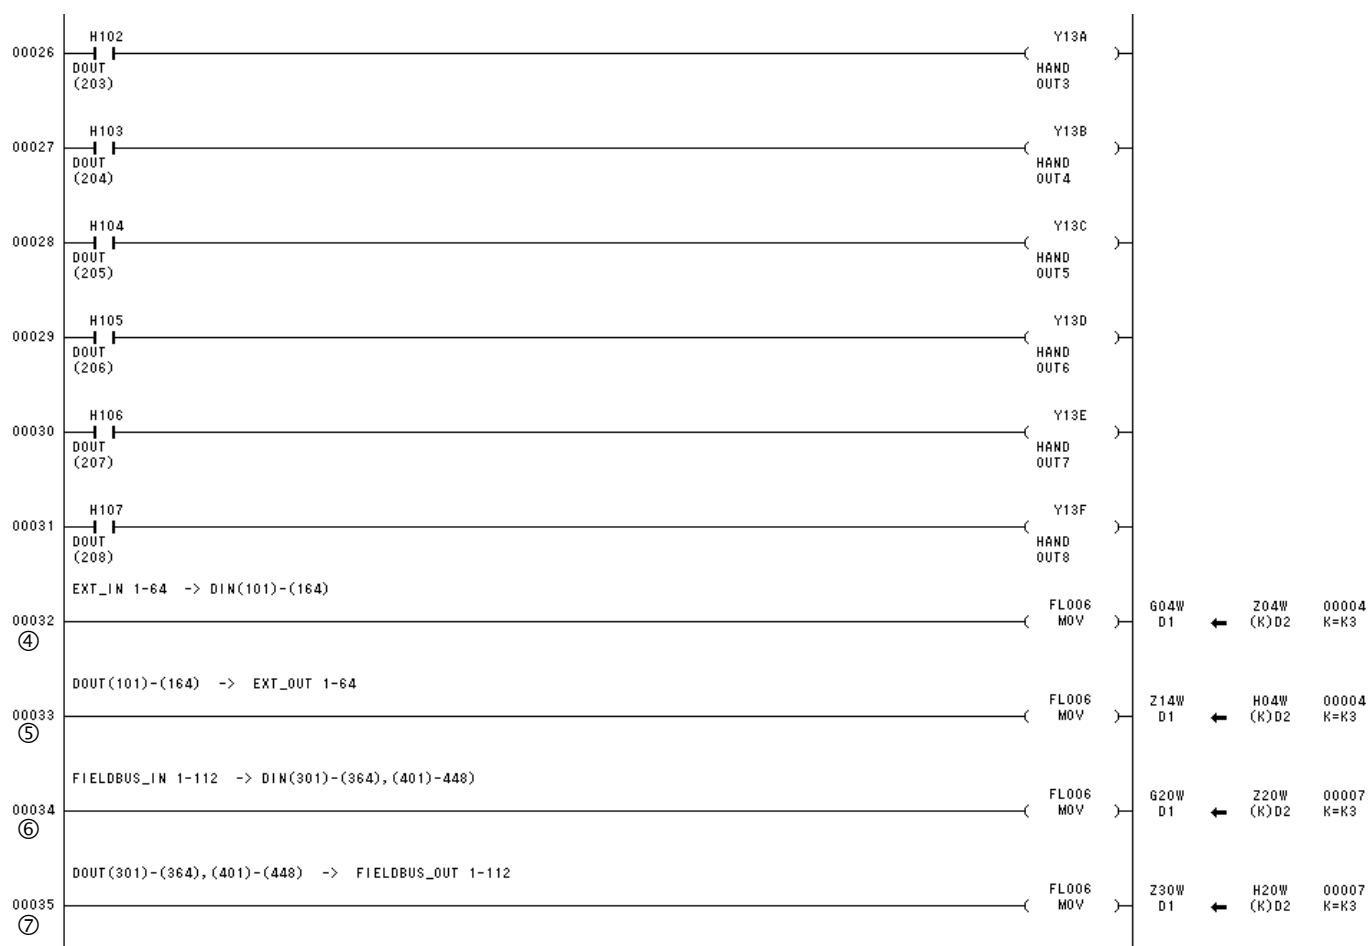 H102 Y13A
00026
DOUT HAND
(203) OUT3
H103 Y13B
00027
DOUT HAND
(204) OUT4
H104 Y13C
00028
DOUT HAND
(205) OUT5
H105 Y13D
00029
DOUT HAND
(206) OUT6
H106 Y13E
00030
DOUT HAND
(207) OUT7
H107 Y13F
00031
DOUT HAND
(208) OUT8
EXT_IN 1-64 -> DIN(101)-(164)
FL006 G04W Z04W 00004
00032 MOV D1 ← (K)D2 K=K3
④
DOUT(101)-(164) -> EXT_OUT 1-64
FL006 Z14W H04W 00004
00033 MOV D1 ← (K)D2 K=K3
⑤
FIELDBUS_IN 1-112 -> DIN(301)-(364),(401)-448)
FL006 G20W Z20W 00007
00034 MOV D1 ← (K)D2 K=K3
⑥
DOUT(301)-(364),(401)-(448) -> FIELDBUS_OUT 1-112
FL006 Z30W H20W 00007
00035 MOV D1 ← (K)D2 K=K3
⑦